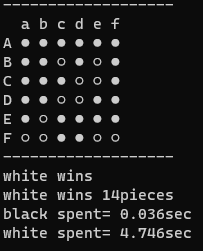 -------------------
  a b c d e f
A ● ● ● ● ● ●
B ● ● ○ ● ○ ●
C ● ● ● ○ ○ ●
D ● ● ○ ○ ● ●
E ● ○ ● ● ● ●
F ○ ○ ● ● ○ ○
-------------------
white wins
white wins 14pieces
black spent= 0.036sec
white spent= 4.746sec